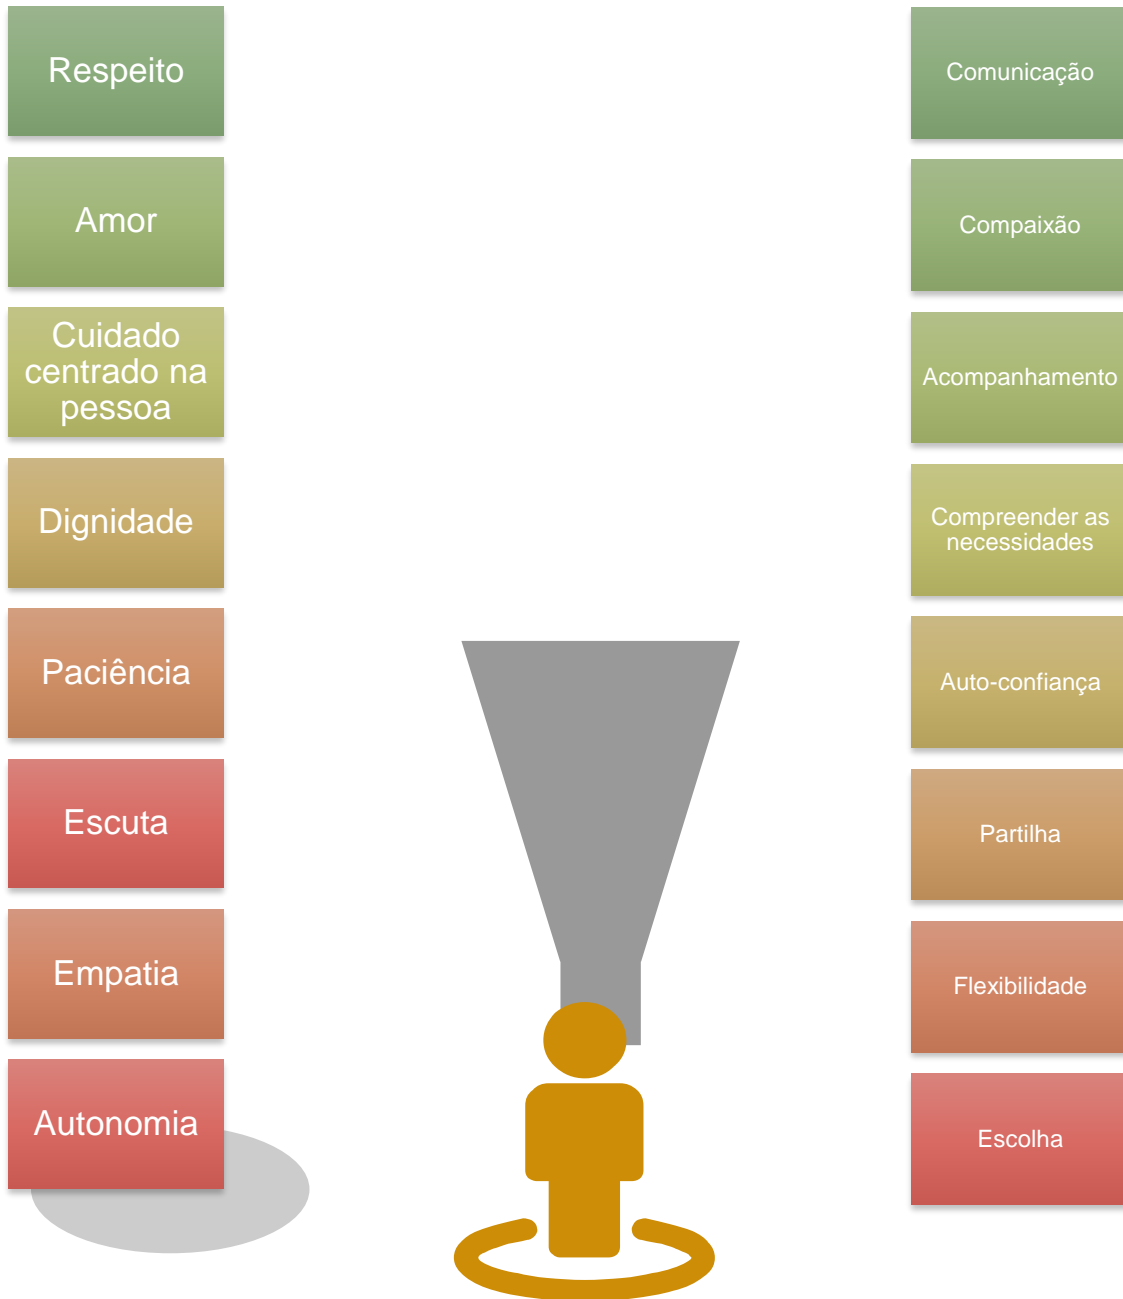 Respeito
Amor
Cuidado
centrado na
pessoa
Dignidade
Paciência
Escuta
Empatia
Autonomia
Comunicação
Compaixão
Acompanhamento
Compreender as
necessidades
Auto-confiança
Partilha
Flexibilidade
Escolha